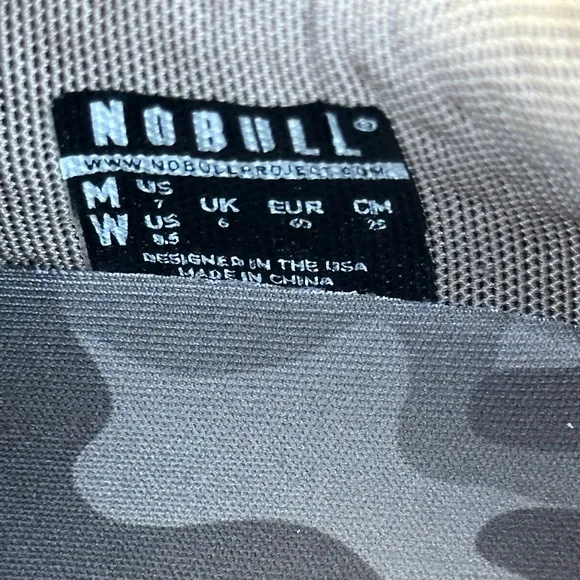 NOBULL®
WWW.NOBULLPROJECT.COM
M US 7 UK 6 EUR 40 CM 25
W US 8.5
DESIGNED IN THE USA
MADE IN CHINA